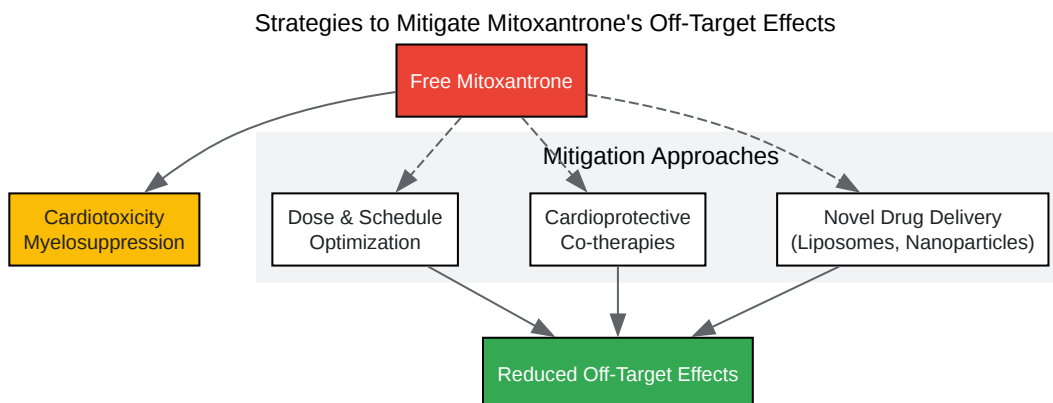 Strategies to Mitigate Mitoxantrone's Off-Target Effects
Free Mitoxantrone
Mitigation Approaches
Cardiotoxicity
Myelosuppression
Dose & Schedule
Optimization
Cardioprotective
Co-therapies
Novel Drug Delivery
(Liposomes, Nanoparticles)
Reduced Off-Target Effects